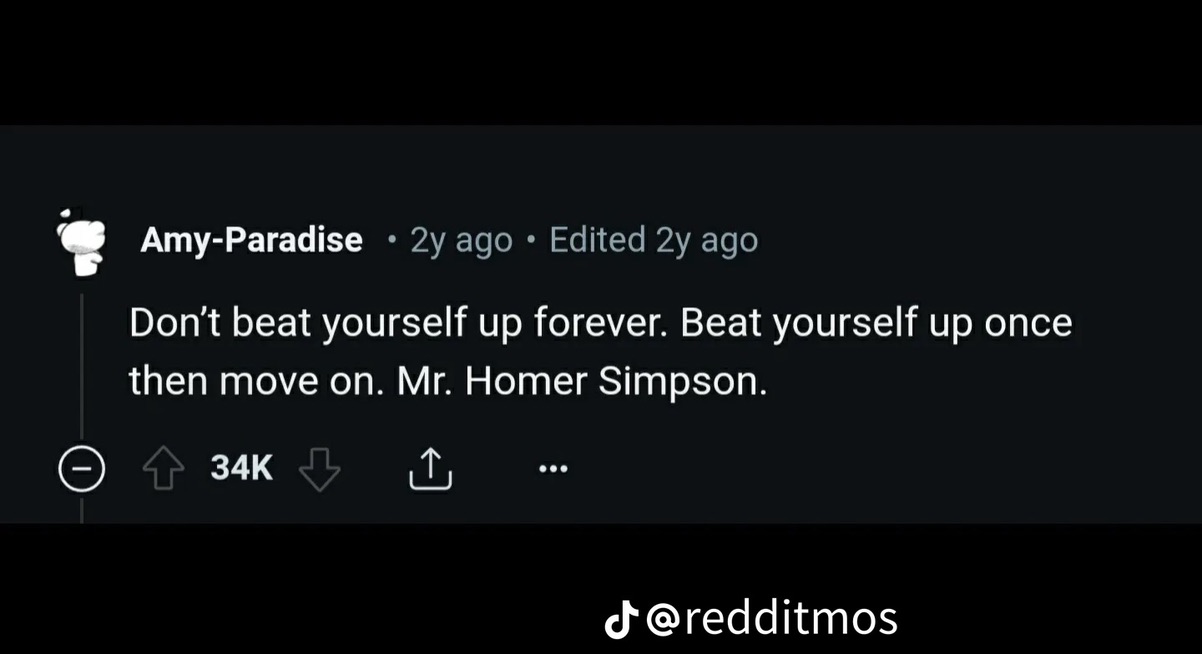 Amy-Paradise • 2y ago • Edited 2y ago
Don’t beat yourself up forever. Beat yourself up once
then move on. Mr. Homer Simpson.
34K
@redditmos